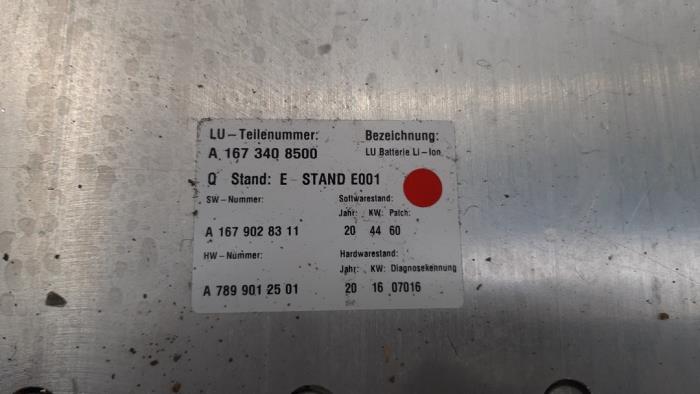 LU-Teilenummer: Bezeichnung:
A 167 340 8500 LU Batterie Li-Ion
Q Stand: E-STAND E001
SW-Nummer: Softwarestand:
Jahr: KW: Patch:
A 167 902 83 11 20 44 60
HW-Nummer: Hardwarestand:
Jahr: KW: Diagnosekennung
A 789 901 25 01 20 16 07016